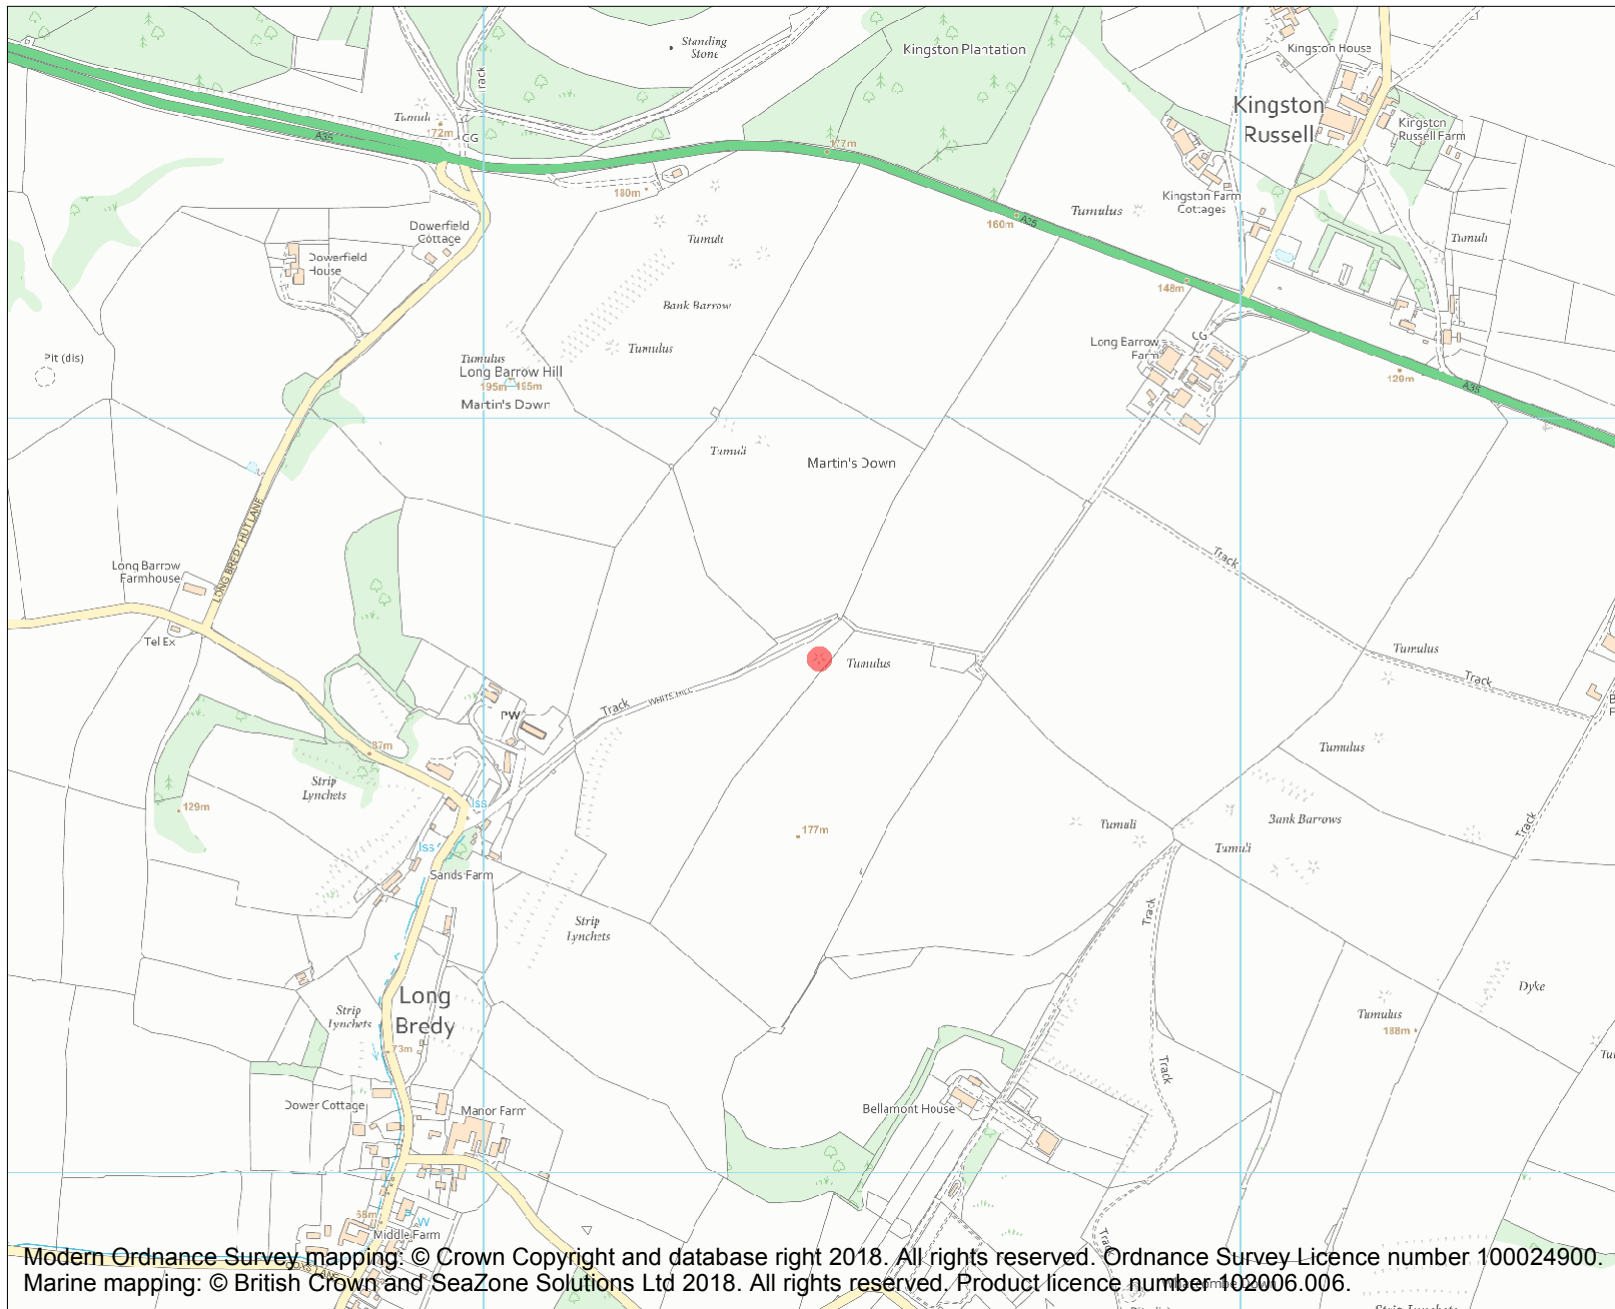 Standing
Stone
Kingston Plantation
Kingston House
Track
Kingston
Russell
Kingston
Russell Farm
Tumuli
172m
CG
A35
177m
180m
Kingston Farm
Cottages
Tumulus
160m
A35
Tumuli
Dowerfield
Cottage
Tumuli
Dowerfield
House
148m
Bank Barrow
Long Barrow
Farm
CG
Pit (dis)
Tumulus
Tumulus
Long Barrow Hill
195m
Martin's Down
129m
A35
Tumuli
Martin's Down
LONG BREDY HUT LANE
Track
Long Barrow
Farmhouse
Tel Ex
Tumulus
Tumulus
Track
Track
WHITE HILL
PW
87m
Tumulus
Strip
Lynchets
129m
Iss
Iss
177m
Tumuli
Bank Barrows
Tumuli
Track
Sands Farm
Strip
Lynchets
Track
Long
Bredy
Strip
Lynchets
73m
Dyke
Tumulus
188m
Track
Dower Cottage
Manor Farm
Bellamont House
68m
W
Middle Farm
Track
Modern Ordnance Survey mapping: © Crown Copyright and database right 2018. All rights reserved. Ordnance Survey Licence number 100024900.
Marine mapping: © British Crown and SeaZone Solutions Ltd 2018. All rights reserved. Product licence number 102006.006.
Strip Lynchets